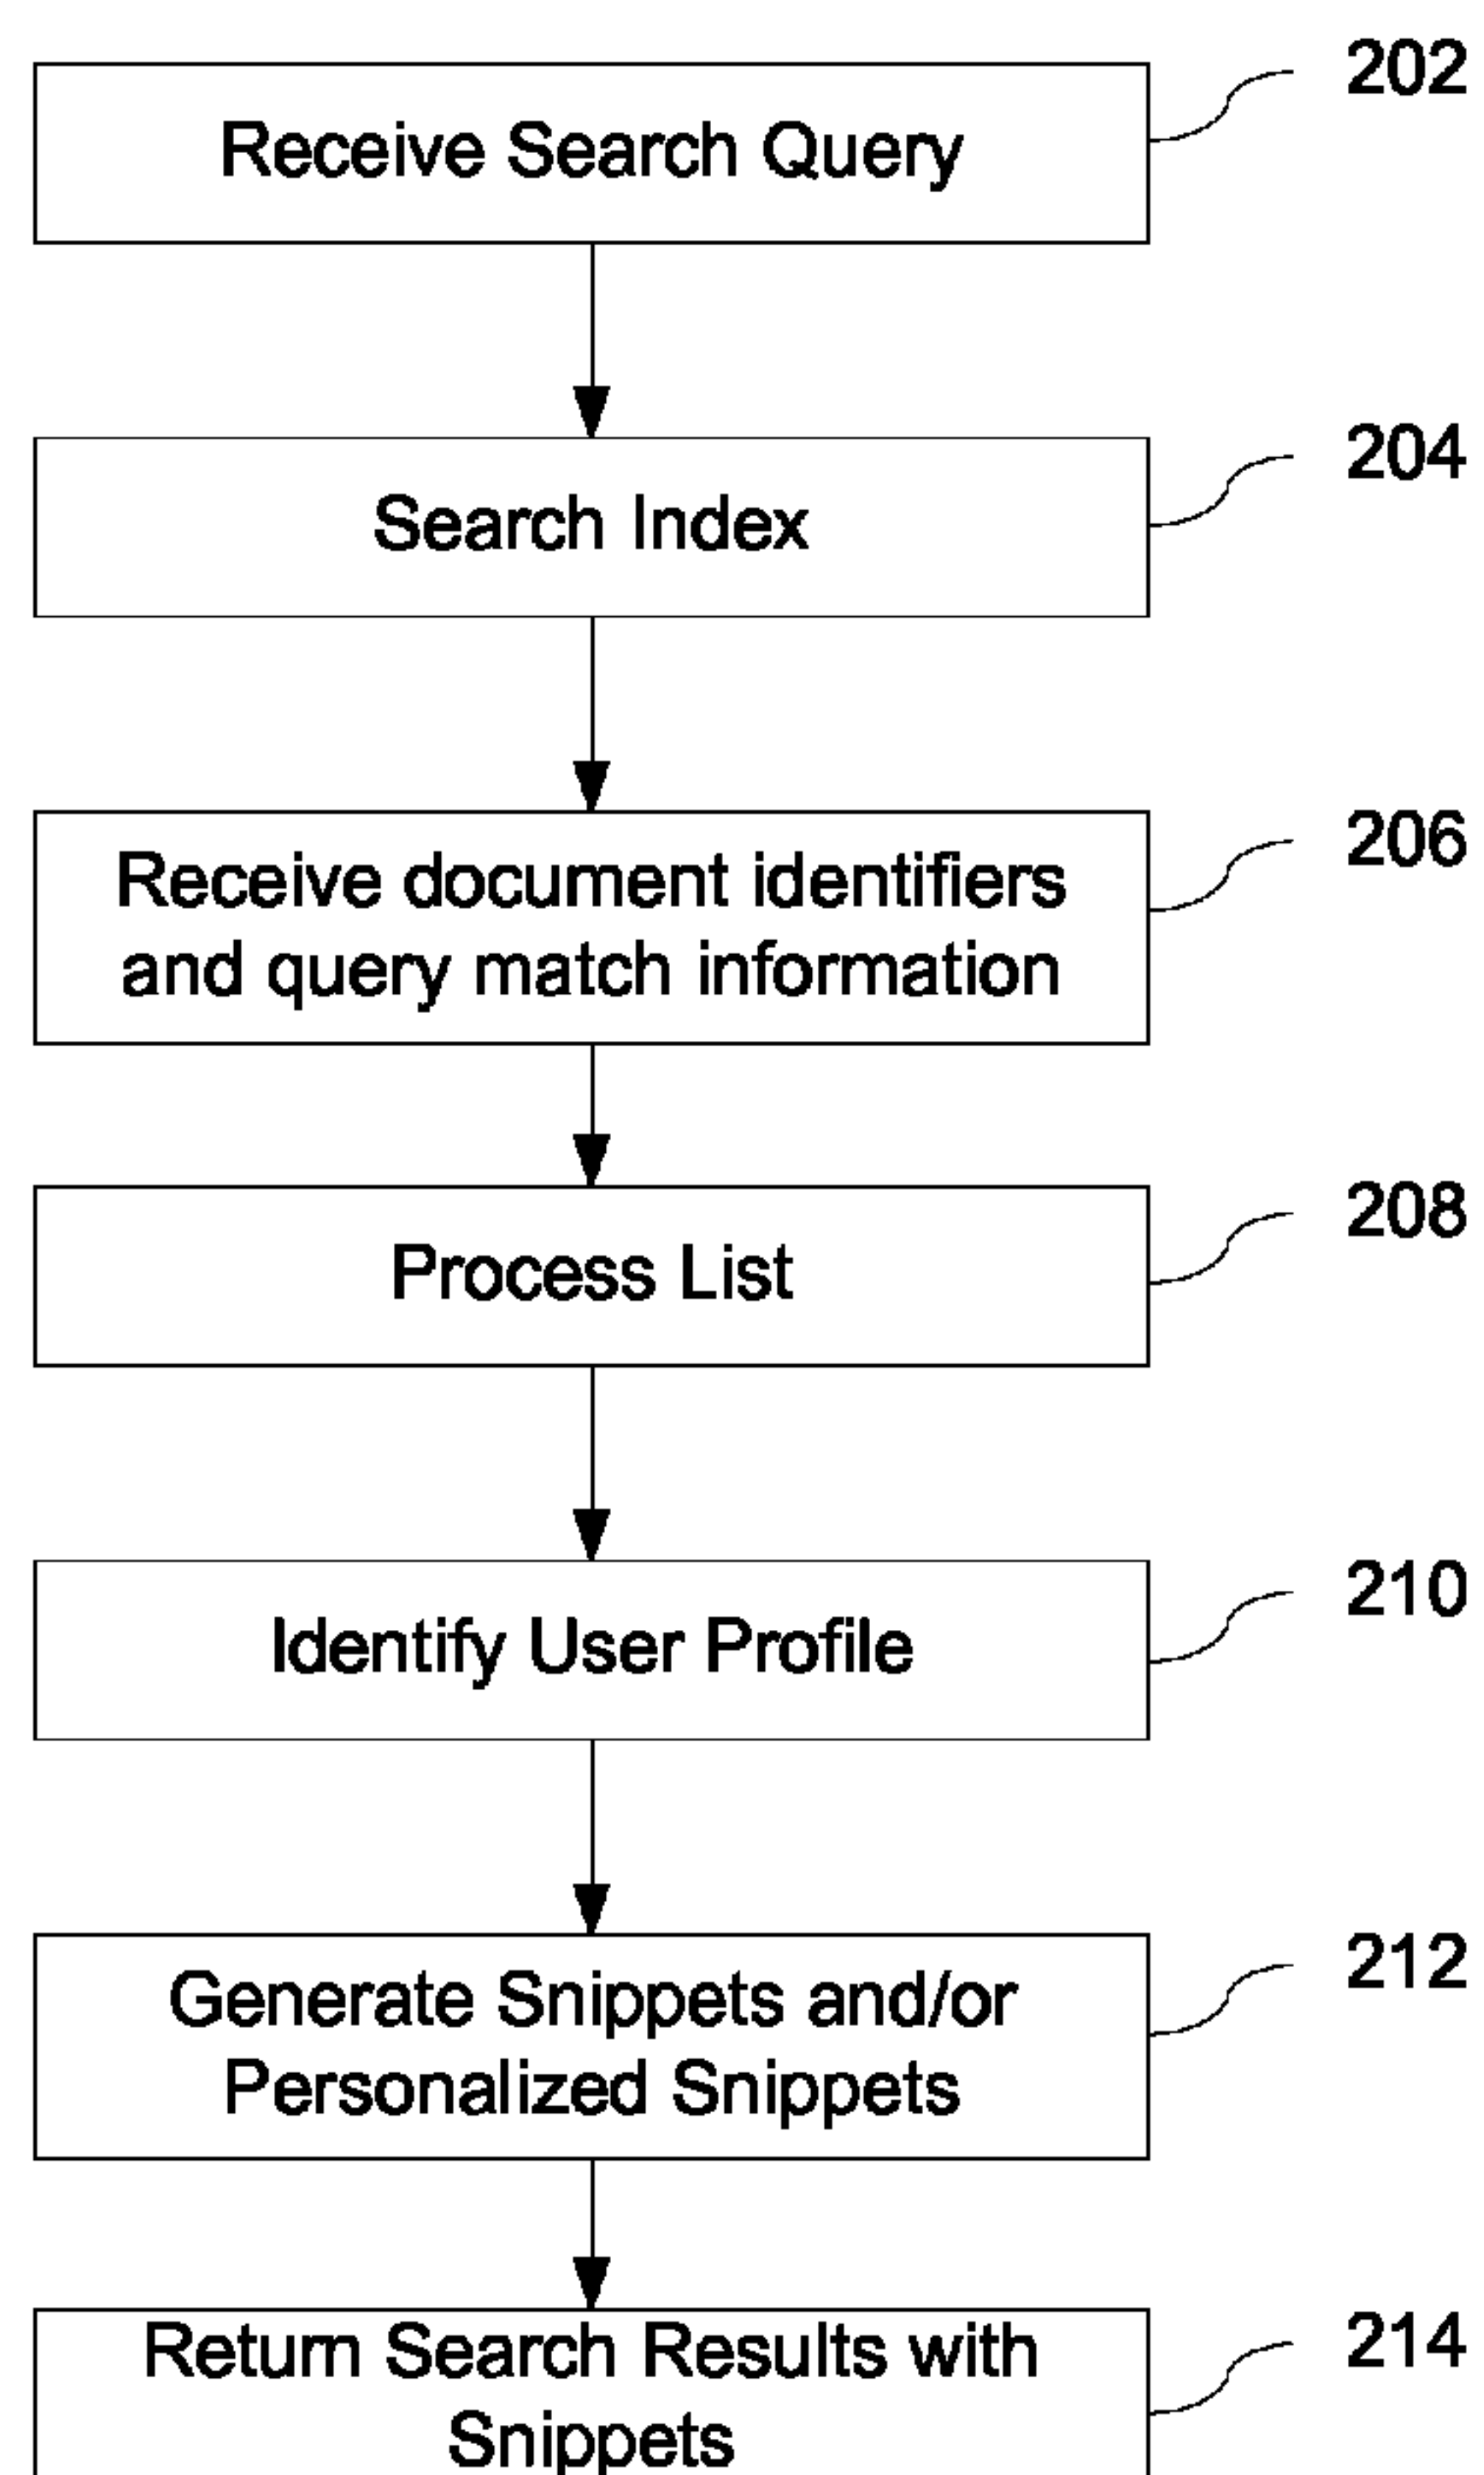 Receive Search Query
202
Search Index
204
Receive document identifiers
and query match information
206
Process List
208
Identify User Profile
210
Generate Snippets and/or
Personalized Snippets
212
Return Search Results with
Snippets
214